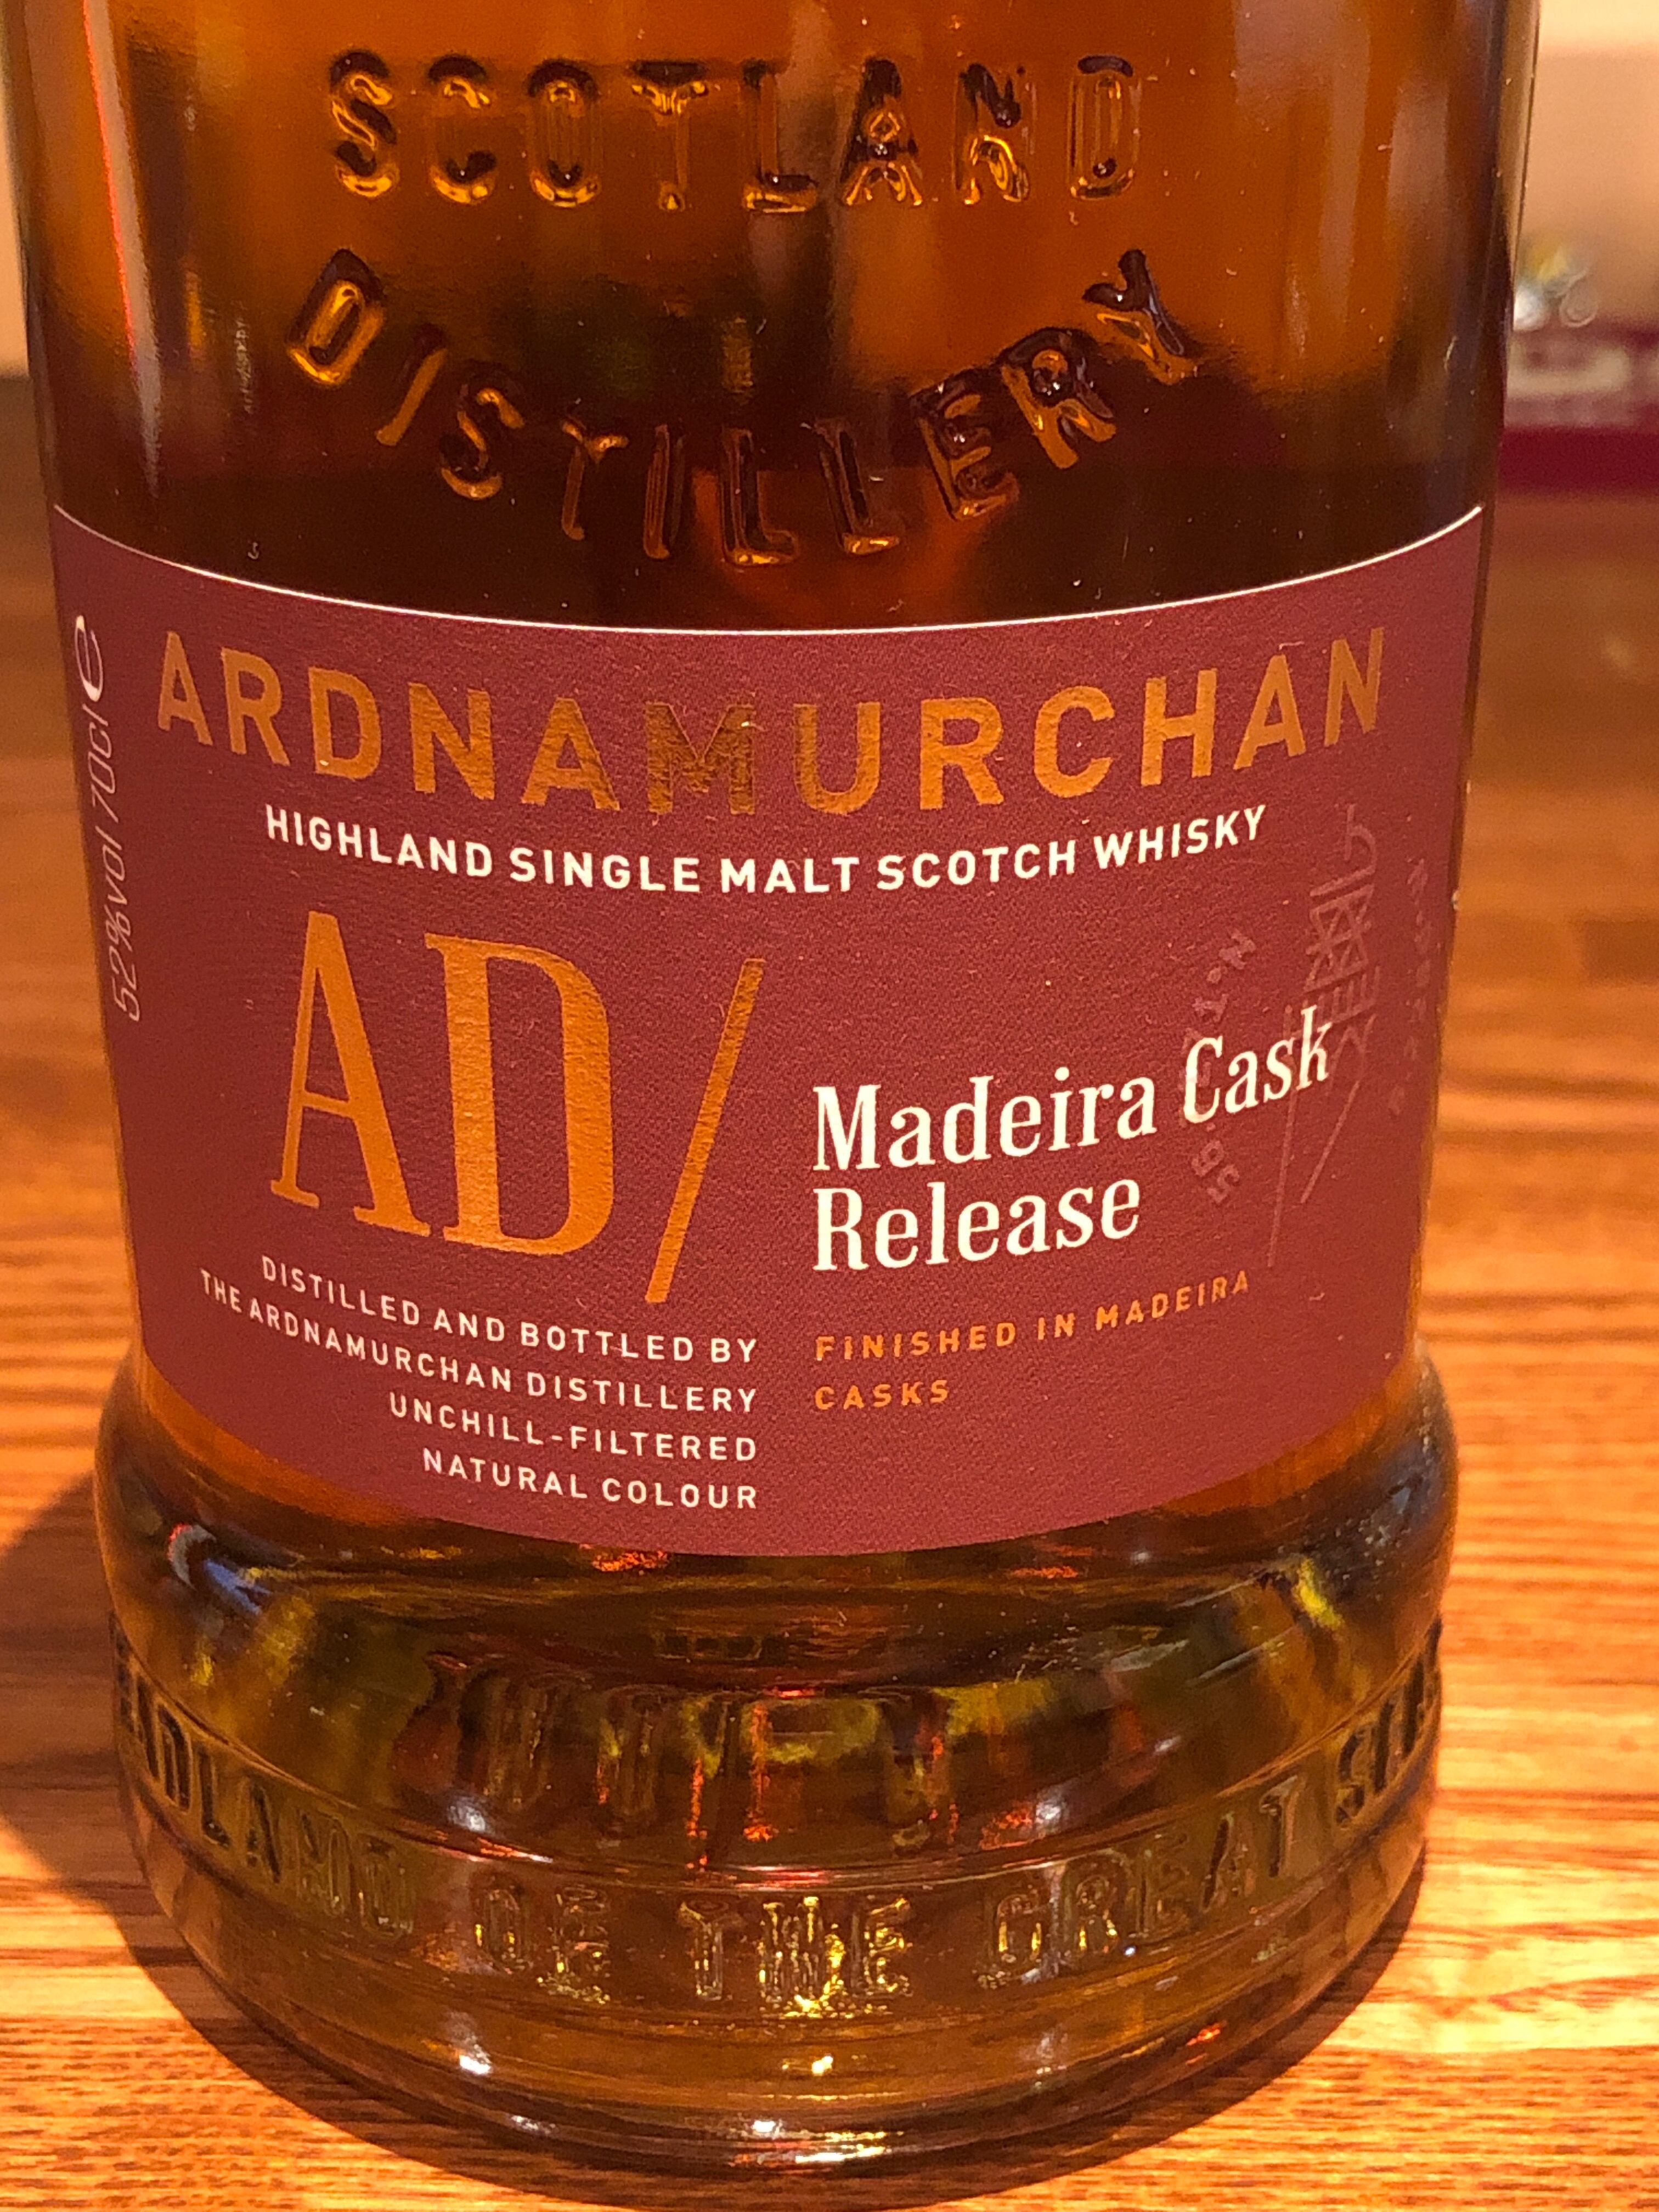 SCOTLAND
DISTILLERY
ARDNAMURCHAN
HIGHLAND SINGLE MALT SCOTCH WHISKY
52%vol 70cl e
AD/
Madeira Cask
Release
DISTILLED AND BOTTLED BY
THE ARDNAMURCHAN DISTILLERY
UNCHILL-FILTERED
NATURAL COLOUR
FINISHED IN MADEIRA
CASKS
OF THE GREAT